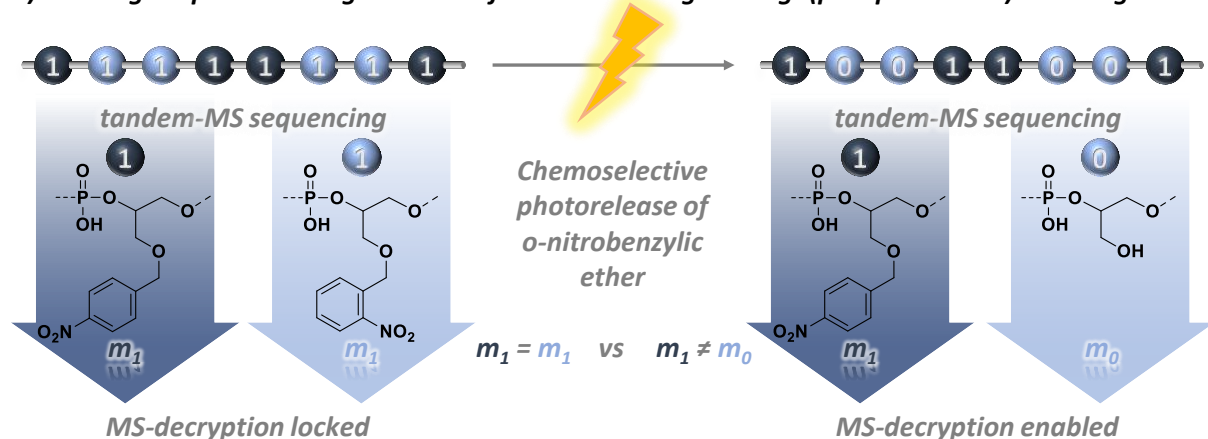 1 1 1 1 1 1 1 1
1 0 0 1 1 0 0 1
tandem-MS sequencing
tandem-MS sequencing
1
1
Chemoselective
photorelease of
o-nitrobenzylic
ether
1
0
O
P O O
OH
O
O2N
m1
O
P O O
OH
O
NO2
m1
m1 = m1 vs m1 ≠ m0
O
P O O
OH
O
O2N
m1
O
P O O
OH
OH
m0
MS-decryption locked
MS-decryption enabled